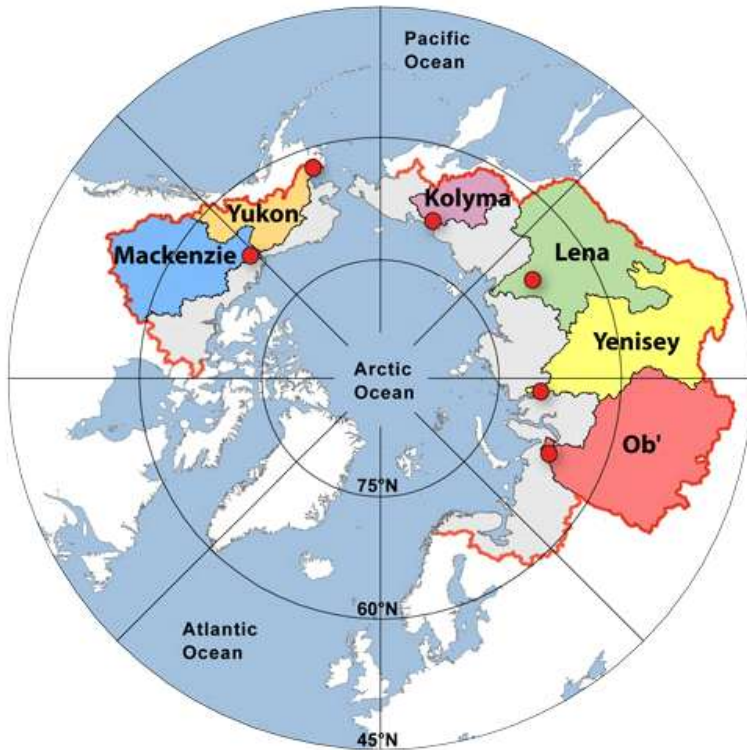 Pacific
Ocean
Kolyma
Yukon
Mackenzie
Lena
Yenisey
Arctic
Ocean
Ob'
75°N
60°N
Atlantic
Ocean
45°N